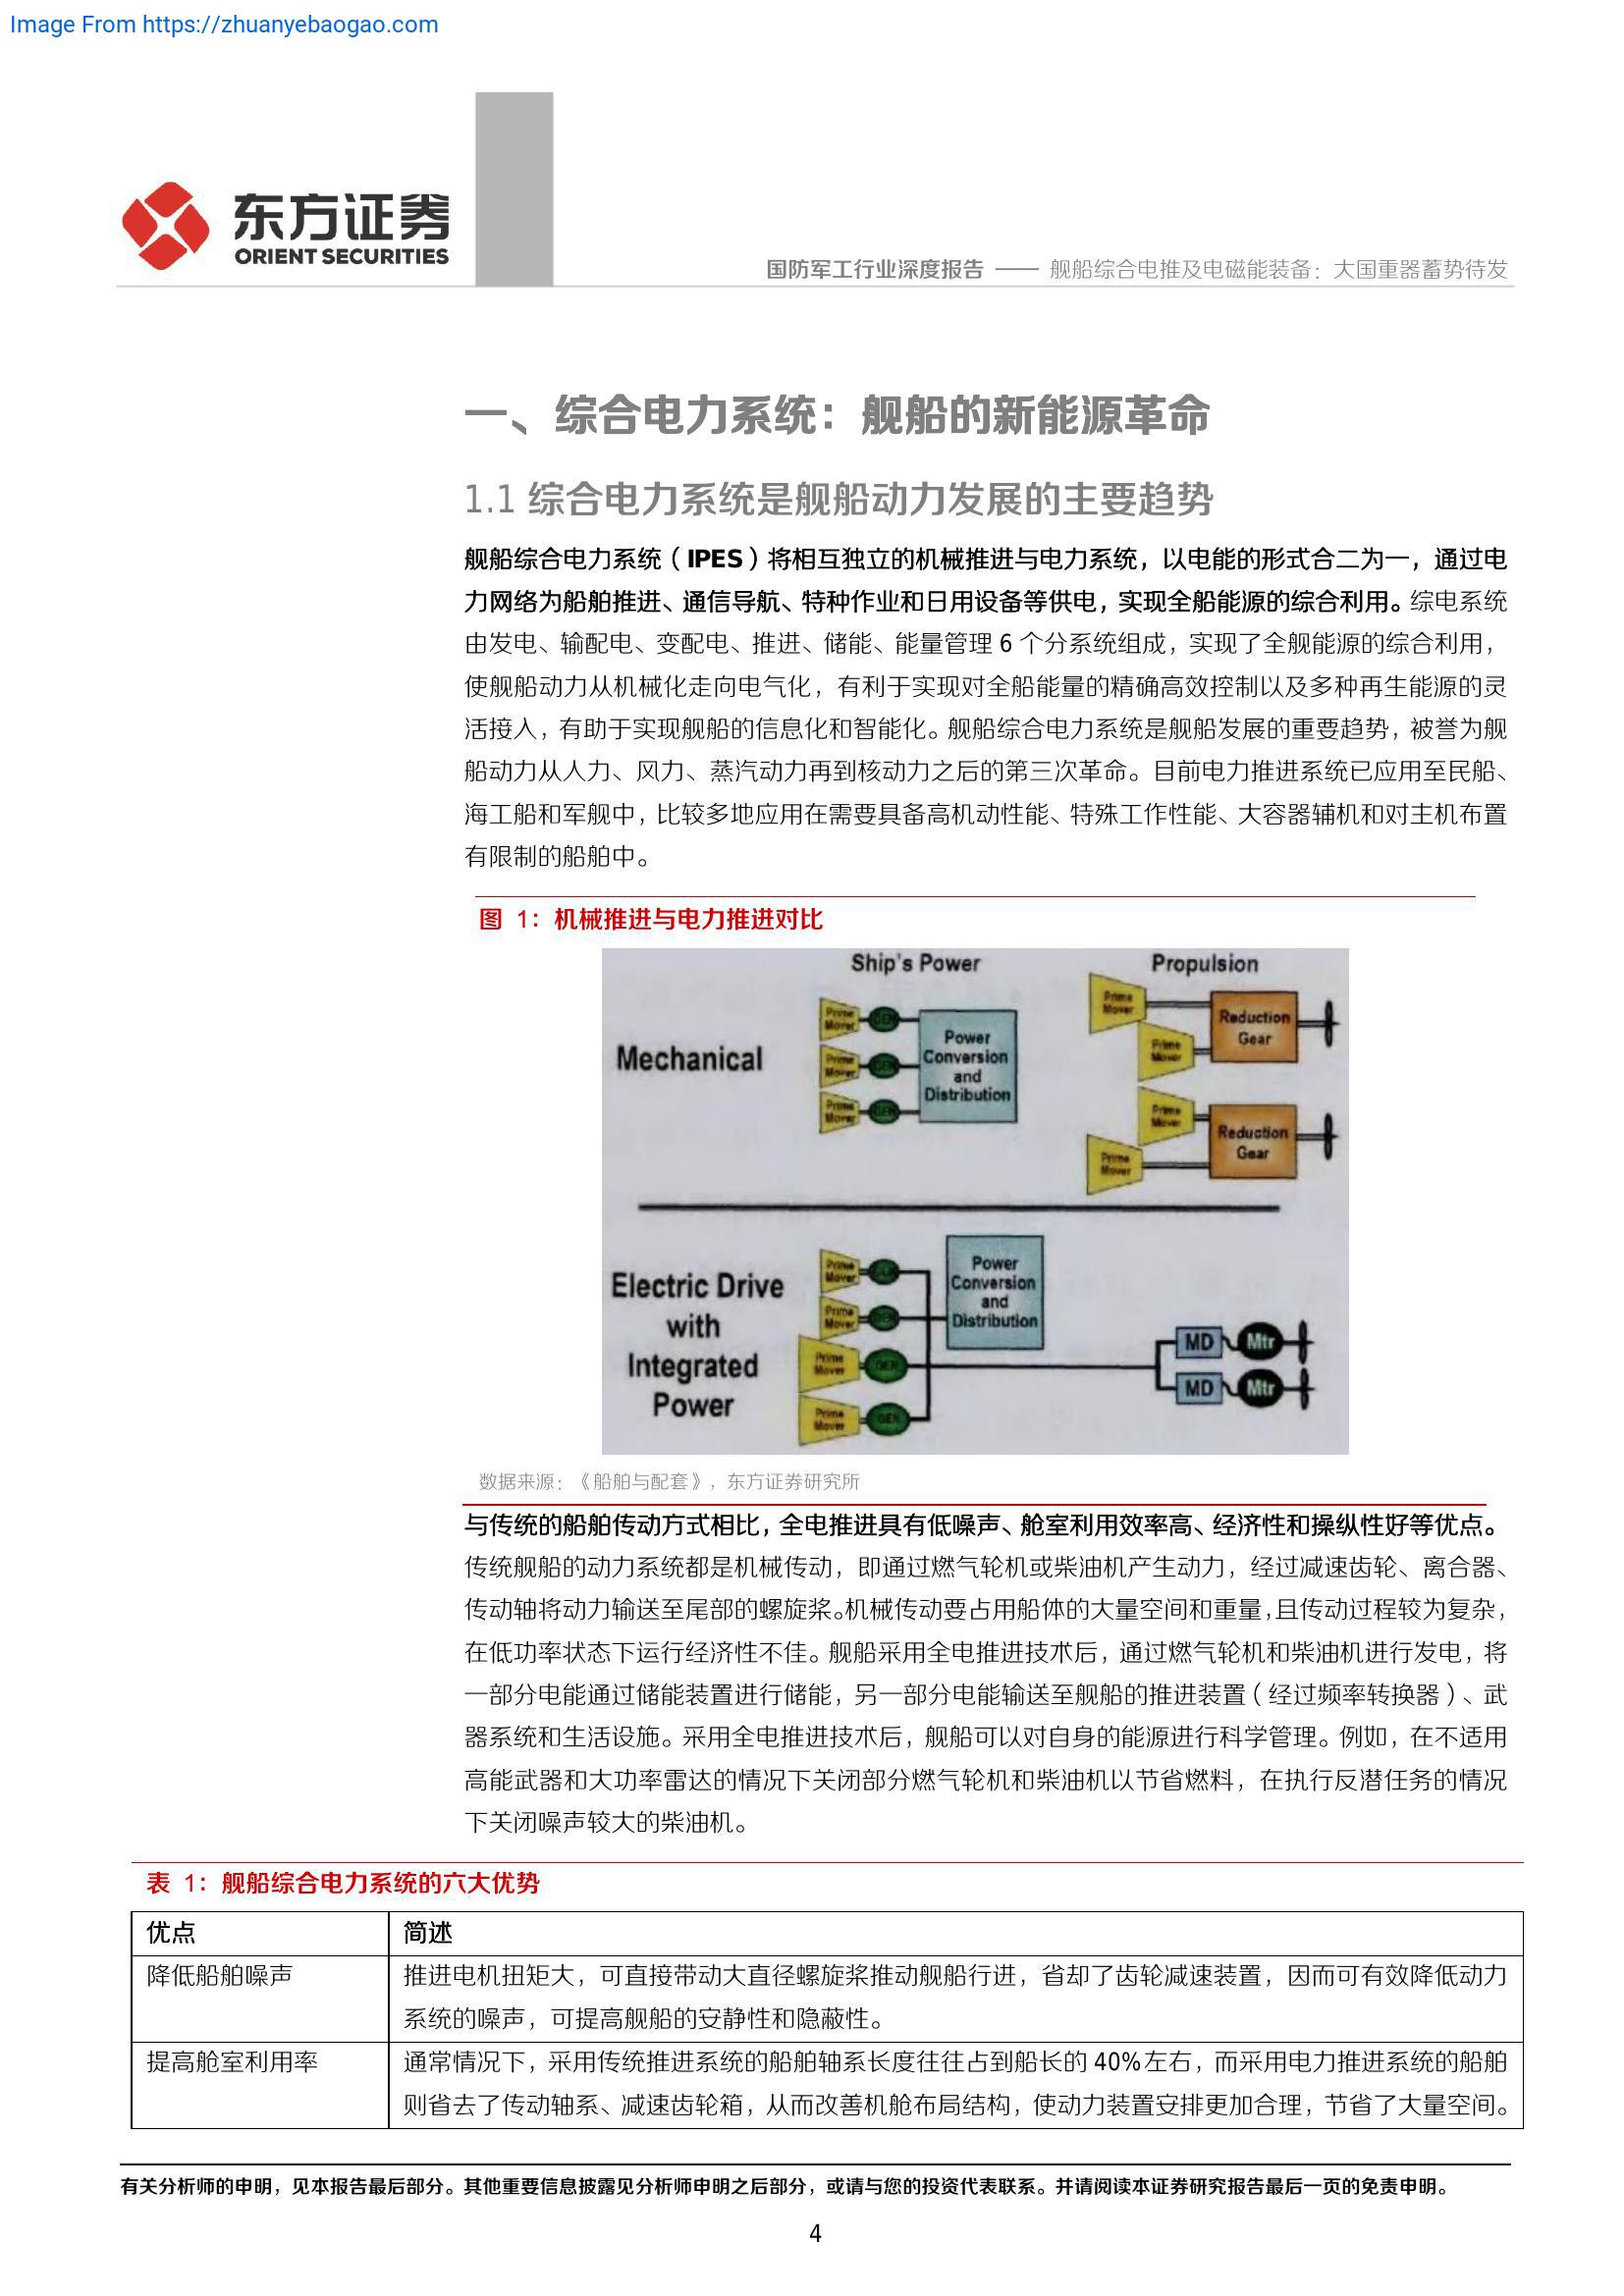 Image From https://zhuanyebaogao.com
东方证券
ORIENT SECURITIES
国防军工行业深度报告 —— 舰船综合电推及电磁能装备：大国重器蓄势待发
一、综合电力系统：舰船的新能源革命
1.1 综合电力系统是舰船动力发展的主要趋势
舰船综合电力系统（IPES）将相互独立的机械推进与电力系统，以电能的形式合二为一，通过电
力网络为船舶推进、通信导航、特种作业和日用设备等供电，实现全船能源的综合利用。综电系统
由发电、输配电、变配电、推进、储能、能量管理 6 个分系统组成，实现了全舰能源的综合利用，
使舰船动力从机械化走向电气化，有利于实现对全船能量的精确高效控制以及多种再生能源的灵
活接入，有助于实现舰船的信息化和智能化。舰船综合电力系统是舰船发展的重要趋势，被誉为舰
船动力从人力、风力、蒸汽动力再到核动力之后的第三次革命。目前电力推进系统已应用至民船、
海工船和军舰中，比较多地应用在需要具备高机动性能、特殊工作性能、大容器辅机和对主机布置
有限制的船舶中。
图 1：机械推进与电力推进对比
Ship's Power
Propulsion
Mechanical
Prime
Mover
GEN
Prime
Mover
GEN
Prime
Mover
GEN
Power
Conversion
and
Distribution
Prime
Mover
Prime
Mover
Reduction
Gear
Prime
Mover
Prime
Mover
Reduction
Gear
Electric Drive
with
Integrated
Power
Prime
Mover
GEN
Prime
Mover
GEN
Prime
Mover
GEN
Prime
Mover
GEN
Power
Conversion
and
Distribution
MD
Mtr
MD
Mtr
数据来源：《船舶与配套》，东方证券研究所
与传统的船舶传动方式相比，全电推进具有低噪声、舱室利用效率高、经济性和操纵性好等优点。
传统舰船的动力系统都是机械传动，即通过燃气轮机或柴油机产生动力，经过减速齿轮、离合器、
传动轴将动力输送至尾部的螺旋桨。机械传动要占用船体的大量空间和重量，且传动过程较为复杂，
在低功率状态下运行经济性不佳。舰船采用全电推进技术后，通过燃气轮机和柴油机进行发电，将
一部分电能通过储能装置进行储能，另一部分电能输送至舰船的推进装置（经过频率转换器）、武
器系统和生活设施。采用全电推进技术后，舰船可以对自身的能源进行科学管理。例如，在不适用
高能武器和大功率雷达的情况下关闭部分燃气轮机和柴油机以节省燃料，在执行反潜任务的情况
下关闭噪声较大的柴油机。
表 1：舰船综合电力系统的六大优势
优点
简述
降低船舶噪声
推进电机扭矩大，可直接带动大直径螺旋桨推动舰船行进，省却了齿轮减速装置，因而可有效降低动力
系统的噪声，可提高舰船的安静性和隐蔽性。
提高舱室利用率
通常情况下，采用传统推进系统的船舶轴系长度往往占到船长的 40%左右，而采用电力推进系统的船舶
则省去了传动轴系、减速齿轮箱，从而改善机舱布局结构，使动力装置安排更加合理，节省了大量空间。
有关分析师的申明，见本报告最后部分。其他重要信息披露见分析师申明之后部分，或请与您的投资代表联系。并请阅读本证券研究报告最后一页的免责申明。
4